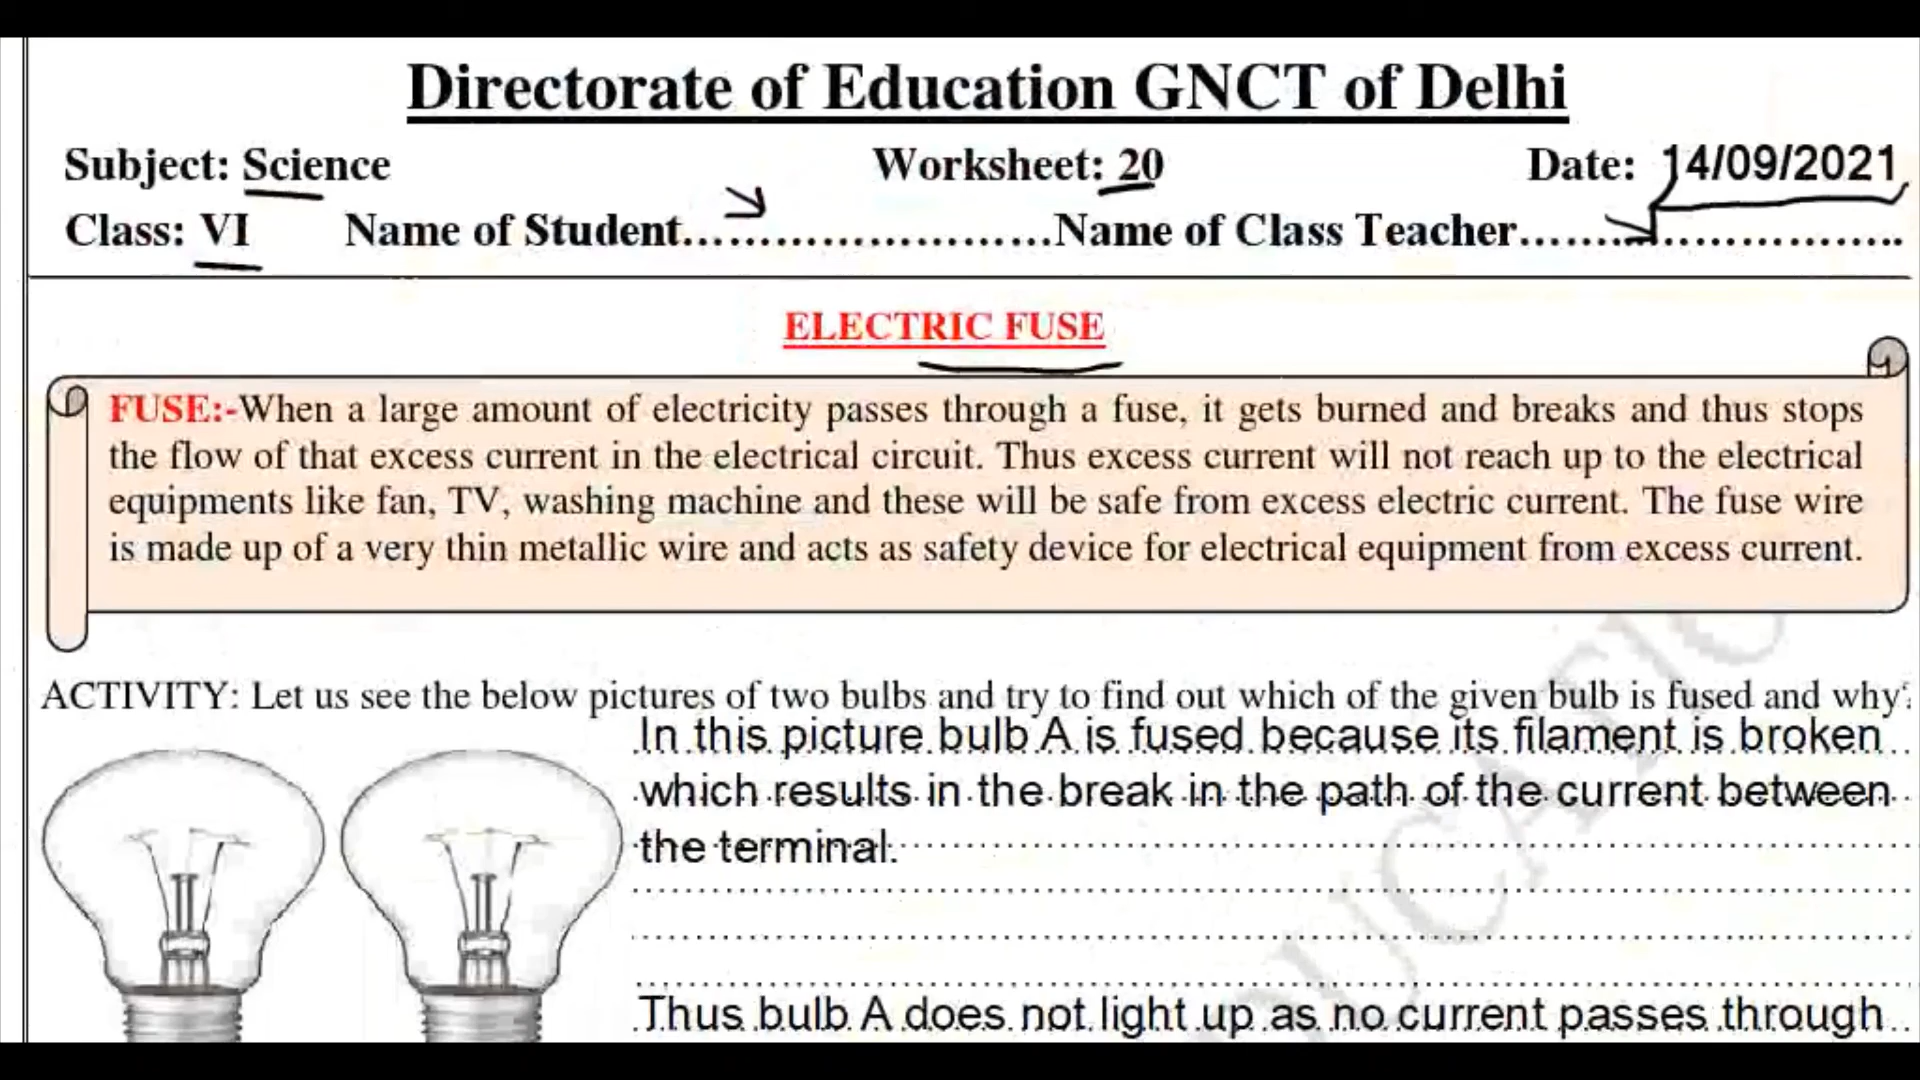 Directorate of Education GNCT of Delhi
Subject: Science Worksheet: 20 Date: 14/09/2021
Class: VI Name of Student........................Name of Class Teacher..........................
ELECTRIC FUSE
FUSE:-When a large amount of electricity passes through a fuse, it gets burned and breaks and thus stops
the flow of that excess current in the electrical circuit. Thus excess current will not reach up to the electrical
equipments like fan, TV, washing machine and these will be safe from excess electric current. The fuse wire
is made up of a very thin metallic wire and acts as safety device for electrical equipment from excess current.
ACTIVITY: Let us see the below pictures of two bulbs and try to find out which of the given bulb is fused and why?
In this picture bulb A is fused because its filament is broken
which results in the break in the path of the current between
the terminal.
Thus bulb A does not light up as no current passes through